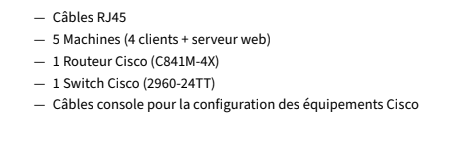 — Câbles RJ45
— 5 Machines (4 clients + serveur web)
— 1 Routeur Cisco (C841M-4X)
— 1 Switch Cisco (2960-24TT)
— Câbles console pour la configuration des équipements Cisco